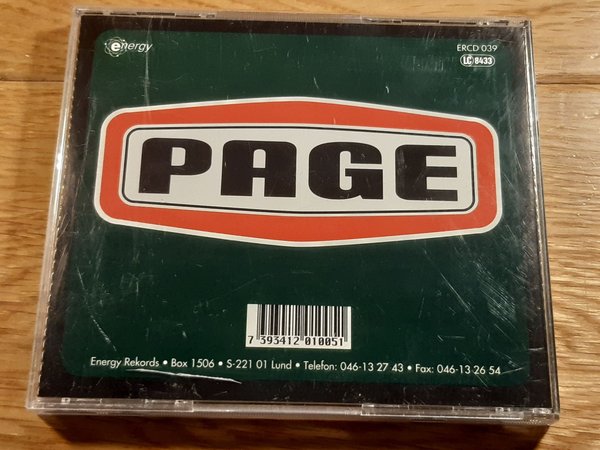 energy
ERCD 039
LC 8433
PAGE
7 393412 010051
Energy Rekords • Box 1506 • S-221 01 Lund • Telefon: 046-13 27 43 • Fax: 046-13 26 54